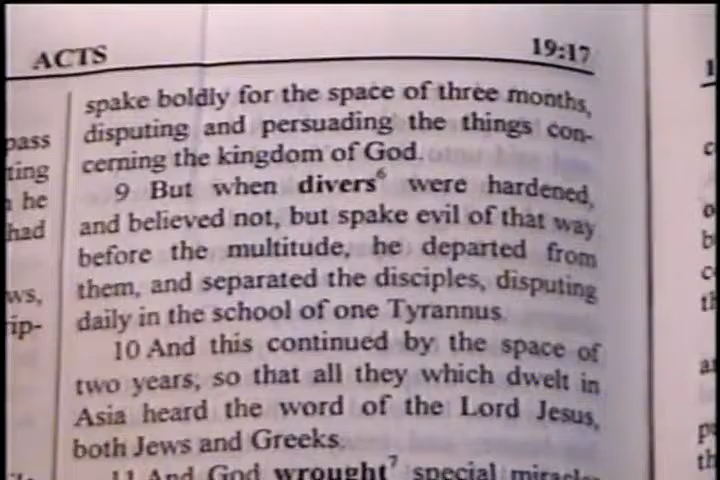 ACTS 19:17
spake boldly for the space of three months,
disputing and persuading the things con-
cerning the kingdom of God.
9 But when divers6 were hardened,
and believed not, but spake evil of that way
before the multitude, he departed from
them, and separated the disciples, disputing
daily in the school of one Tyrannus.
10 And this continued by the space of
two years; so that all they which dwelt in
Asia heard the word of the Lord Jesus,
both Jews and Greeks.
11 And God wrought7 special miracles
pass
ting
he
had
ws,
rip-